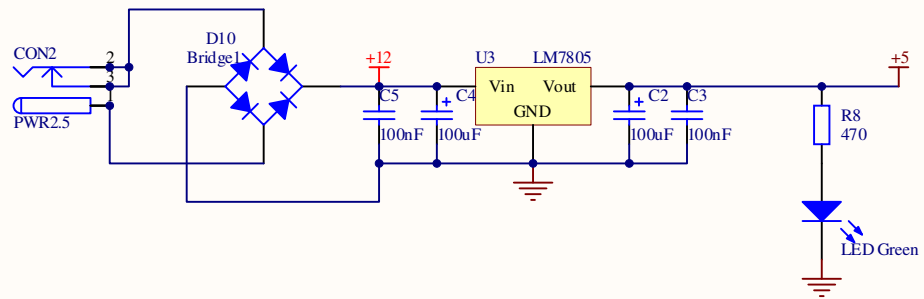 CON2
2
3
1
PWR2.5
D10
Bridge1
+12
C5
100nF
C4
+
100uF
U3
LM7805
Vin
Vout
GND
C2
+
100uF
C3
100nF
+5
R8
470
LED Green